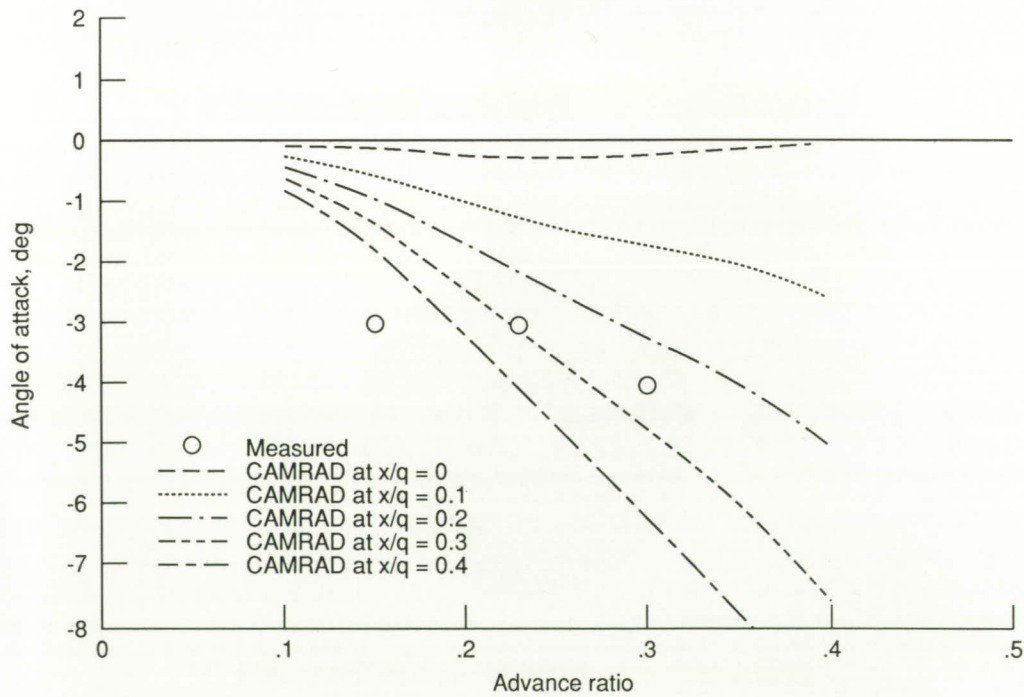 2
1
0
-1
-2
-3
-4
-5
-6
-7
-8
Angle of attack, deg
Measured
CAMRAD at x/q = 0
CAMRAD at x/q = 0.1
CAMRAD at x/q = 0.2
CAMRAD at x/q = 0.3
CAMRAD at x/q = 0.4
0 .1 .2 .3 .4 .5
Advance ratio